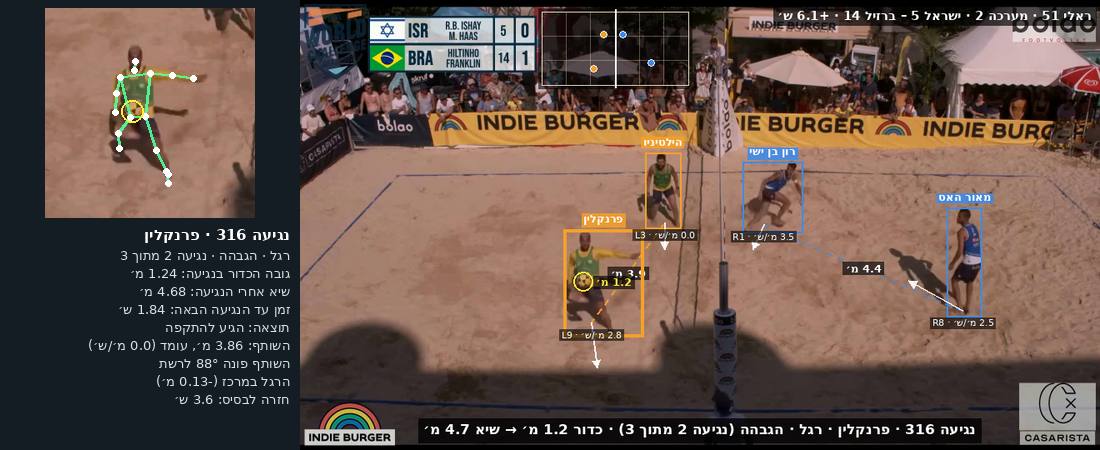 ראלי 51 · מערכה 2 · ישראל 5 – ברזיל 14 · +6.1 ש׳
ISR R.B. ISHAY M. HAAS 5 0
BRA HILTINHO FRANKLIN 14 1
INDIE BURGER
bolao
FOOTVOLLEY
CASARISTA
bolao
INDIE BURGER
INDIE BURGER
bolao
הילטיניו
רון בן ישי
מאור האס
פרנקלין
L3 · 0.0 מ׳/ש׳
R1 · 3.5 מ׳/ש׳
3.9 מ׳
1.2 מ׳
4.4 מ׳
L9 · 2.8 מ׳/ש׳
R8 · 2.5 מ׳/ש׳
נגיעה 316 · פרנקלין
רגל · הגבהה · נגיעה 2 מתוך 3
גובה הכדור בנגיעה: 1.24 מ׳
שיא אחרי הנגיעה: 4.68 מ׳
זמן עד הנגיעה הבאה: 1.84 ש׳
תוצאה: הגיע להתקפה
השותף: 3.86 מ׳, עומד (0.0 מ׳/ש׳)
השותף פונה 88° לרשת
הרגל במרכז (-0.13 מ׳)
חזרה לבסיס: 3.6 ש׳
INDIE BURGER
נגיעה 316 · פרנקלין · רגל · הגבהה (נגיעה 2 מתוך 3) · כדור 1.2 מ׳ → שיא 4.7 מ׳
CASARISTA